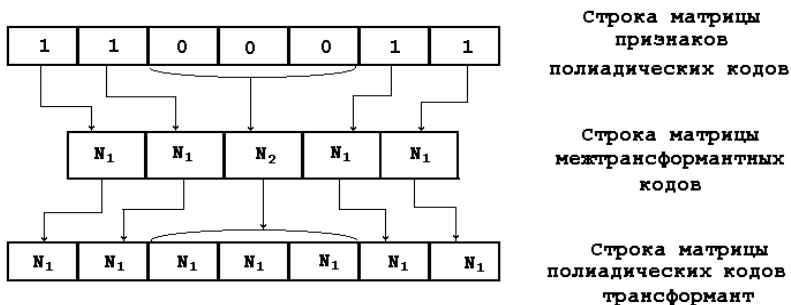 Строка матрицы
признаков
полиадических кодов
1 1 0 0 0 1 1
Строка матрицы
межтрансформантных
кодов
N₁ N₁ N₂ N₁ N₁
Строка матрицы
полиадических кодов
трансформант
N₁ N₁ N₁ N₁ N₁ N₁ N₁